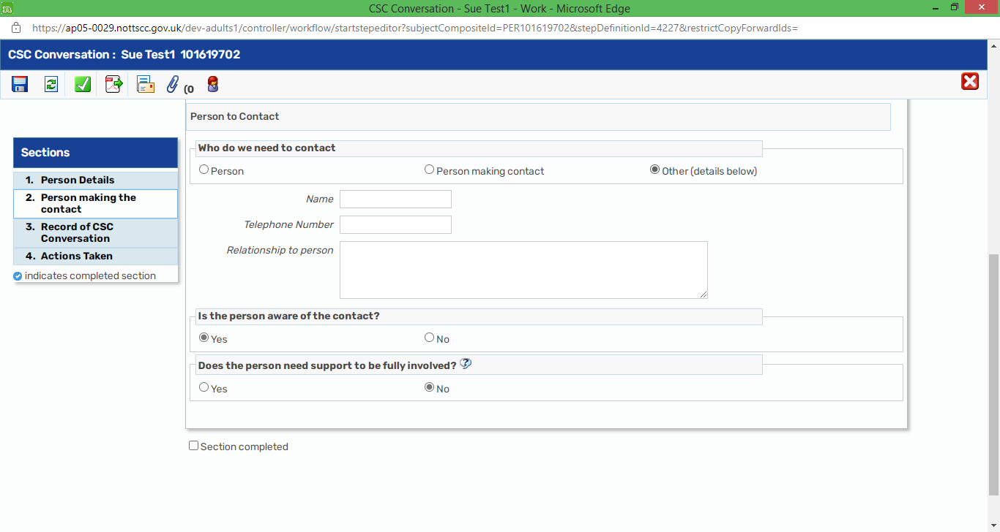 CSC Conversation - Sue Test1 - Work - Microsoft Edge
https://ap05-0029.nottscc.gov.uk/dev-adults1/controller/workflow/startstepeditor?subjectCompositeId=PER101619702&stepDefinitionId=4227&restrictCopyForwardIds=
CSC Conversation : Sue Test1 101619702
(0
Person to Contact
Sections
1. Person Details
2. Person making the
contact
3. Record of CSC
Conversation
4. Actions Taken
indicates completed section
Who do we need to contact
Person Person making contact Other (details below)
Name
Telephone Number
Relationship to person
Is the person aware of the contact?
Yes No
Does the person need support to be fully involved? ?
Yes No
Section completed